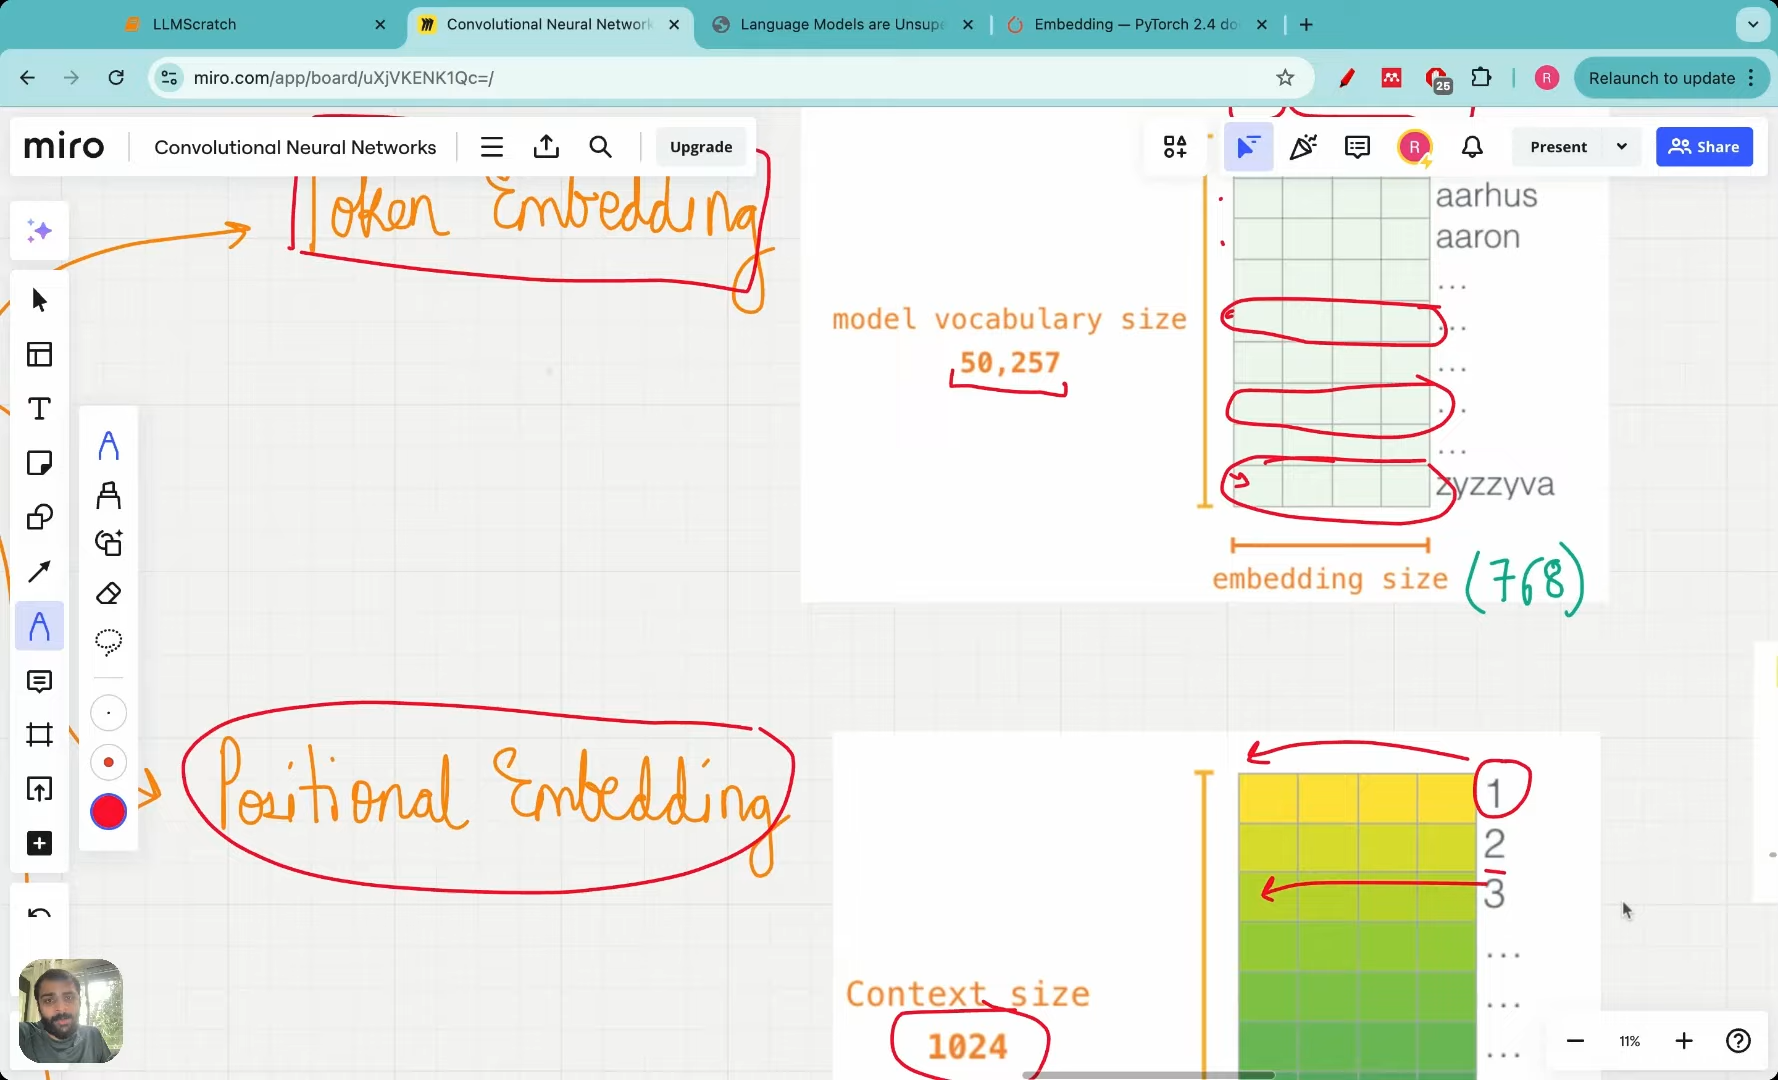 LLMScratch
Convolutional Neural Network
Language Models are Unsupe
Embedding — PyTorch 2.4 do
miro.com/app/board/uXjVKENK1Qc=/
25
R
Relaunch to update
miro
Convolutional Neural Networks
Upgrade
R
Present
Share
Token Embedding
aarhus
aaron
...
...
...
...
...
zyzzyva
model vocabulary size
50,257
embedding size (768)
Positional Embedding
1
2
3
...
...
...
Context size
1024
11%